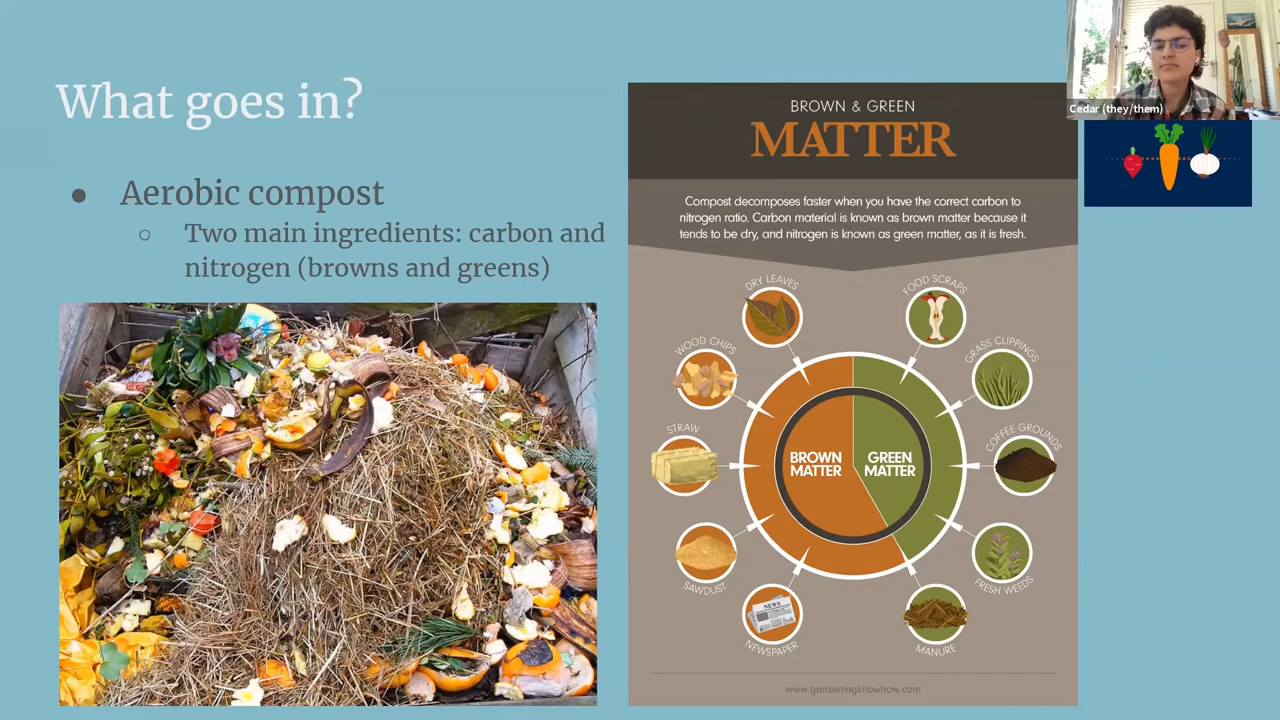 What goes in?
● Aerobic compost
○ Two main ingredients: carbon and
nitrogen (browns and greens)
BROWN & GREEN
MATTER
Compost decomposes faster when you have the correct carbon to
nitrogen ratio. Carbon material is known as brown matter because it
tends to be dry, and nitrogen is known as green matter, as it is fresh.
DRY LEAVES
FOOD SCRAPS
WOOD CHIPS
GRASS CLIPPINGS
STRAW
COFFEE GROUNDS
BROWN
MATTER
GREEN
MATTER
SAWDUST
FRESH WEEDS
NEWS
NEWSPAPER
MANURE
www.gardeningknowhow.com
Cedar (they/them)